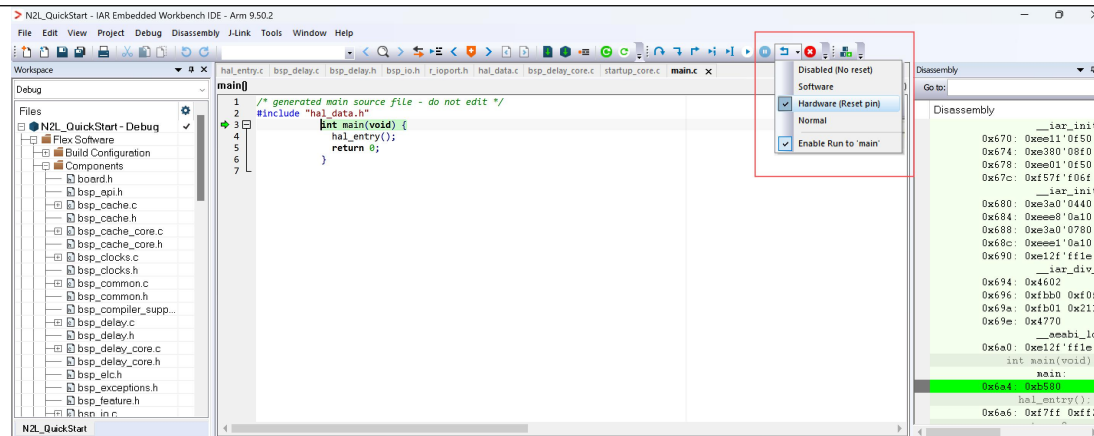 N2L_QuickStart - IAR Embedded Workbench IDE - Arm 9.50.2
File Edit View Project Debug Disassembly J-Link Tools Window Help
Workspace
hal_entry.c bsp_delay.c bsp_delay.h bsp_io.h r_ioport.h hal_data.c bsp_delay_core.c startup_core.c main.c
Debug
main()
Files
N2L_QuickStart - Debug
Flex Software
Build Configuration
Components
board.h
bsp_api.h
bsp_cache.c
bsp_cache.h
bsp_cache_core.c
bsp_cache_core.h
bsp_clocks.c
bsp_clocks.h
bsp_common.c
bsp_common.h
bsp_compiler_supp...
bsp_delay.c
bsp_delay.h
bsp_delay_core.c
bsp_delay_core.h
bsp_elc.h
bsp_exceptions.h
bsp_feature.h
bsp_io.c
N2L_QuickStart
1 /* generated main source file - do not edit */
2 #include "hal_data.h"
3 int main(void) {
4 hal_entry();
5 return 0;
6 }
7
Disabled (No reset)
Software
Hardware (Reset pin)
Normal
Enable Run to 'main'
Disassembly
Go to:
Disassembly
__iar_init
0x670: 0xee11'0f50
0x674: 0xe380'08f0
0x678: 0xee01'0f50
0x67c: 0xf57f'f06f
__iar_init
0x680: 0xe3a0'0440
0x684: 0xeee8'0a10
0x688: 0xe3a0'0780
0x68c: 0xeee1'0a10
0x690: 0xe12f'ff1e
__iar_div_
0x694: 0x4602
0x696: 0xfbb0 0xf0
0x69a: 0xfb01 0x21
0x69e: 0x4770
__aeabi_l
0x6a0: 0xe12f'ff1e
int main(void)
main:
0x6a4: 0xb580
hal_entry();
0x6a6: 0xf7ff 0xff